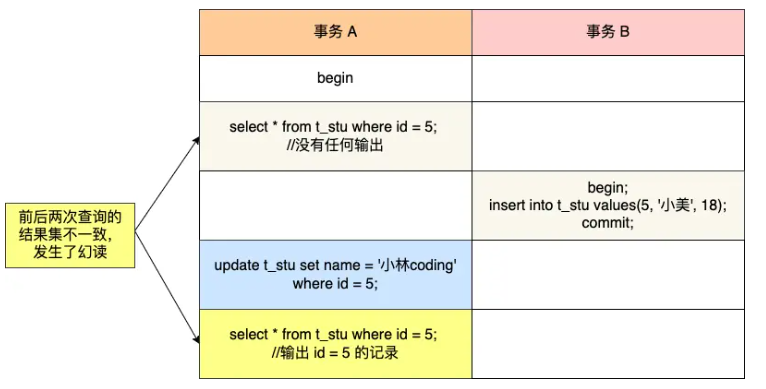 事务 A
事务 B
begin
select * from t_stu where id = 5;
//没有任何输出
begin;
insert into t_stu values(5, '小美', 18);
commit;
前后两次查询的
结果集不一致，
发生了幻读
update t_stu set name = '小林coding'
where id = 5;
select * from t_stu where id = 5;
//输出 id = 5 的记录